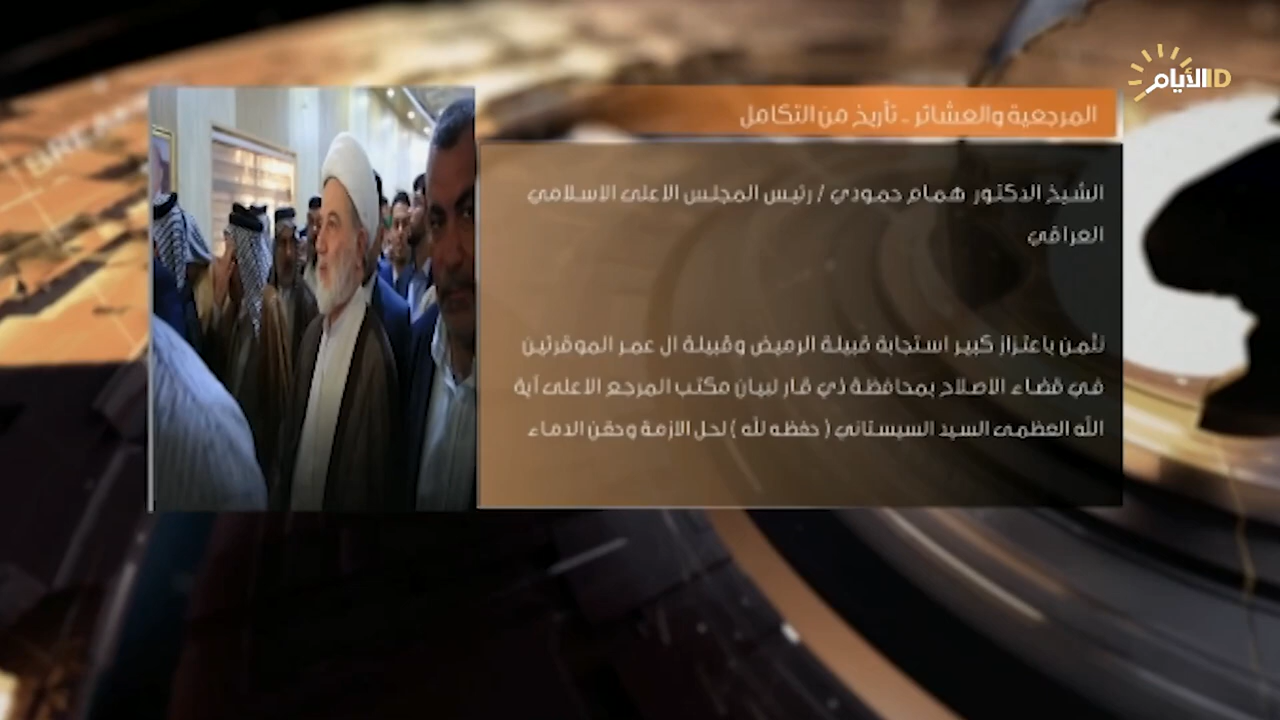 الأيام HD
المرجعية والعشائر - تأريخ من التكامل
الشيخ الدكتور همام حمودي / رئيس المجلس الاعلى الاسلامي
العراقي
نثمن باعتزاز كبير استجابة قبيلة الرميض وقبيلة ال عمر الموقرتين
في قضاء الاصلاح بمحافظة ذي قار لبيان مكتب المرجع الاعلى آية
الله العظمى السيد السيستاني ( حفظه لله ) لحل الازمة وحقن الدماء